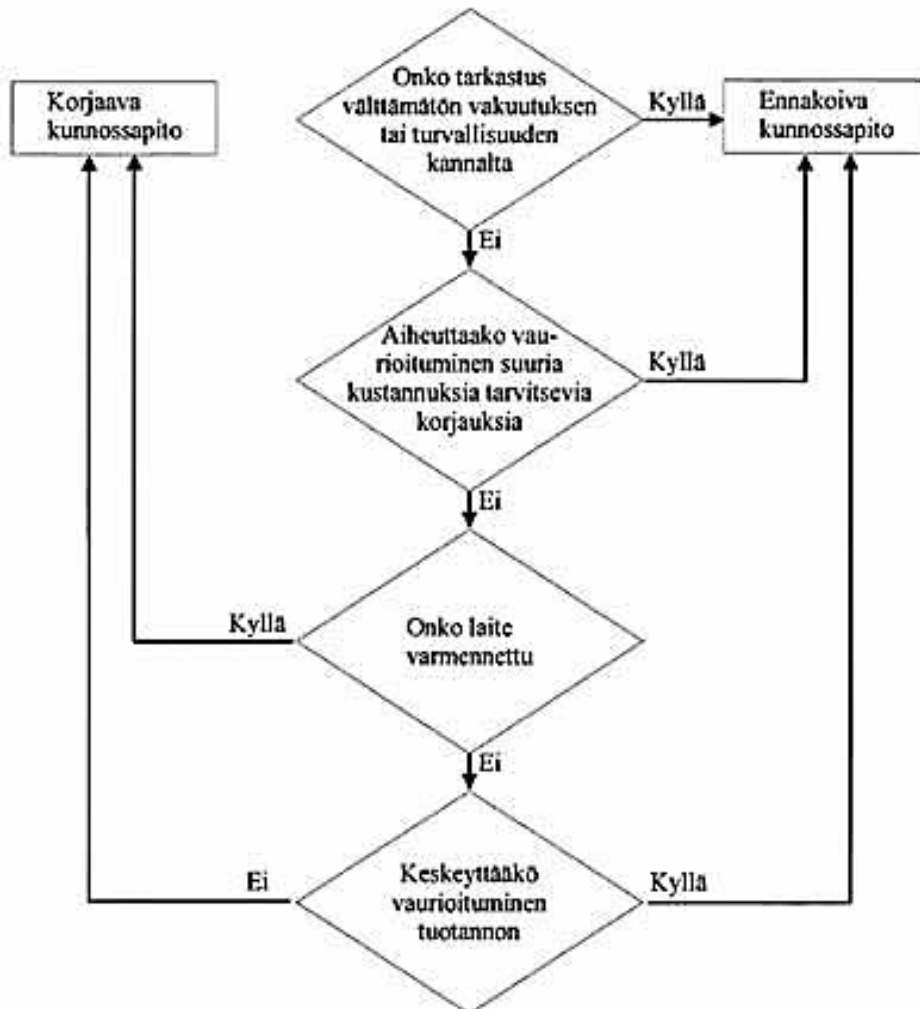 Korjaava
kunnossapito
Onko tarkastus
välttämätön vakuutuksen
tai turvallisuuden
kannalta
Kyllä
Ennakoiva
kunnossapito
Ei
Aiheuttaako vau-
rioituminen suuria
kustannuksia tarvitsevia
korjauksia
Kyllä
Ei
Kyllä
Onko laite
varmennettu
Ei
Ei
Keskeyttääkö
vaurioituminen
tuotannon
Kyllä